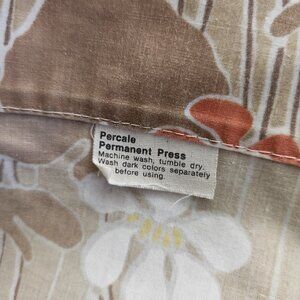 Percale
Permanent Press
Machine wash, tumble dry.
Wash dark colors separately
before using.